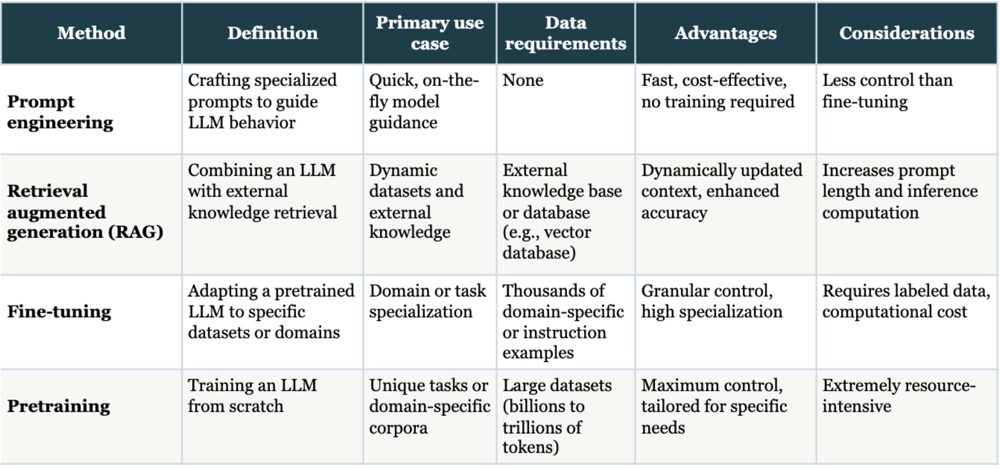 Method
Definition
Primary use
case
Data
requirements
Advantages
Considerations
Prompt
engineering
Crafting specialized
prompts to guide
LLM behavior
Quick, on-the-
fly model
guidance
None
Fast, cost-effective,
no training required
Less control than
fine-tuning
Retrieval
augmented
generation (RAG)
Combining an LLM
with external
knowledge retrieval
Dynamic
datasets and
external
knowledge
External
knowledge base
or database
(e.g., vector
database)
Dynamically updated
context, enhanced
accuracy
Increases prompt
length and inference
computation
Fine-tuning
Adapting a pretrained
LLM to specific
datasets or domains
Domain or task
specialization
Thousands of
domain-specific
or instruction
examples
Granular control,
high specialization
Requires labeled data,
computational cost
Pretraining
Training an LLM
from scratch
Unique tasks or
domain-specific
corpora
Large datasets
(billions to
trillions of
tokens)
Maximum control,
tailored for specific
needs
Extremely resource-
intensive